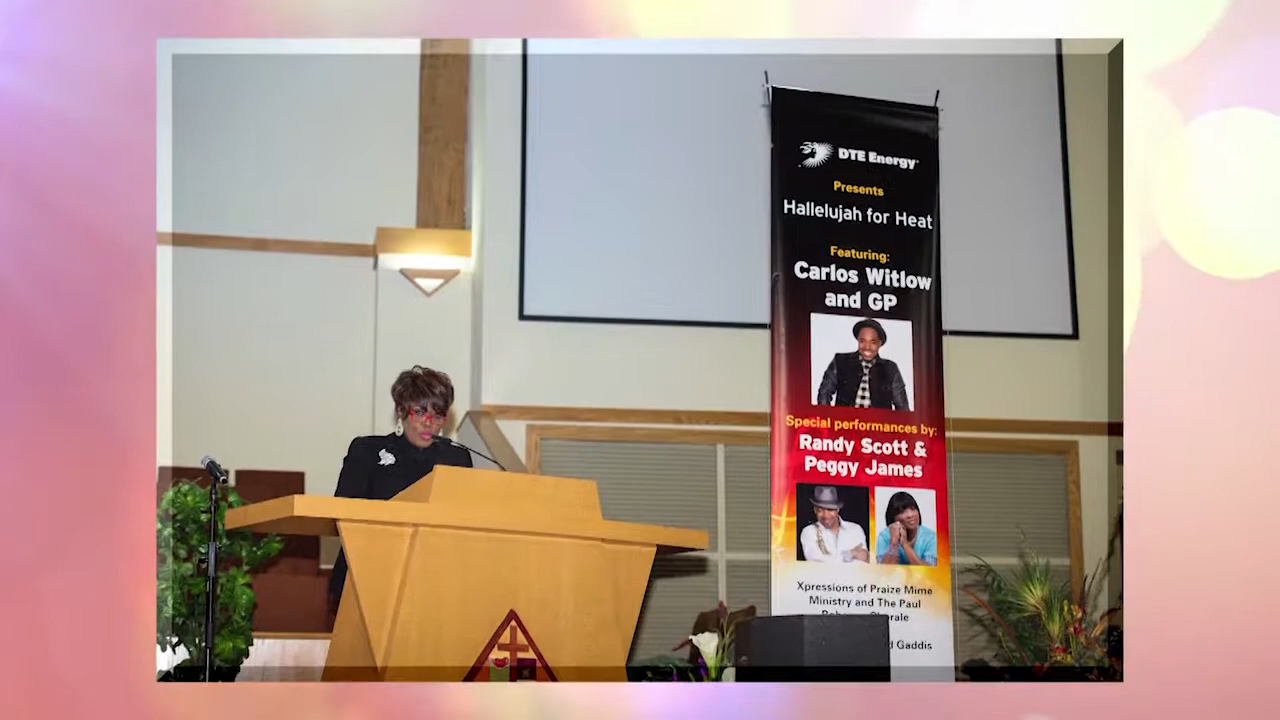 DTE Energy
Presents
Hallelujah for Heat
Featuring:
Carlos Witlow
and GP
Special performances by:
Randy Scott &
Peggy James
Xpressions of Praize Mime
Ministry and The Paul
Gaddis